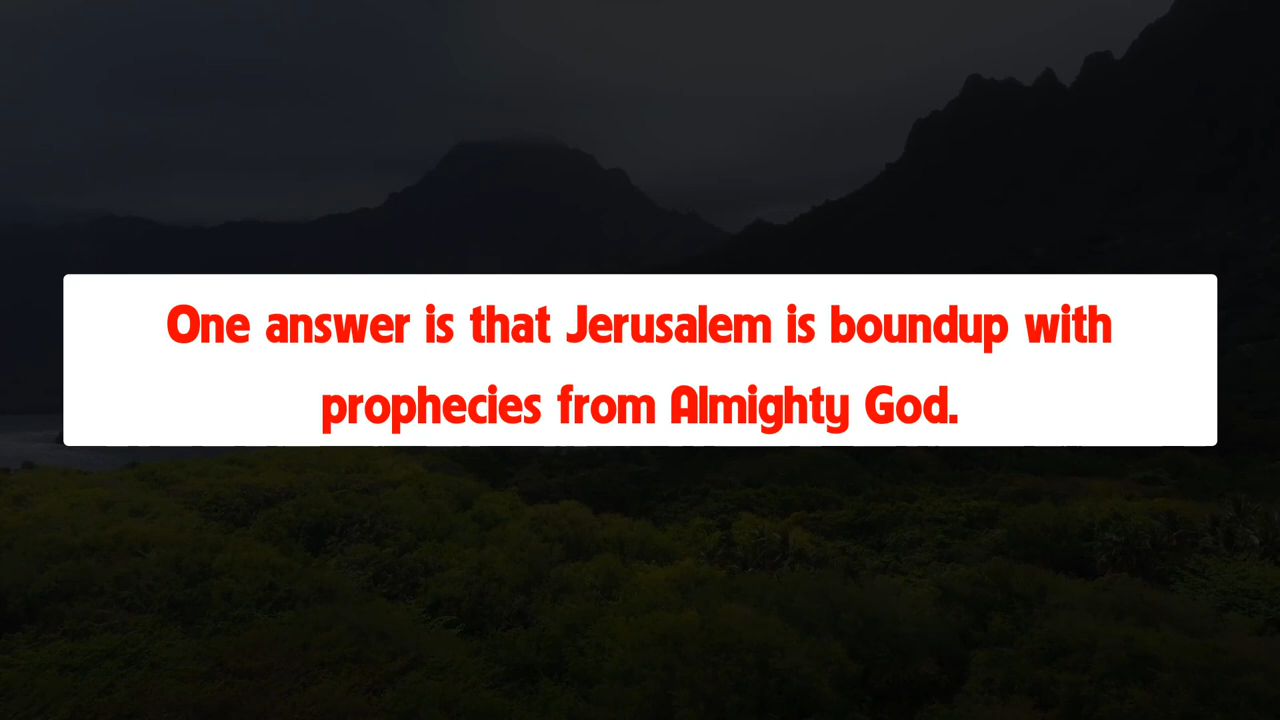 One answer is that Jerusalem is boundup with
prophecies from Almighty God.